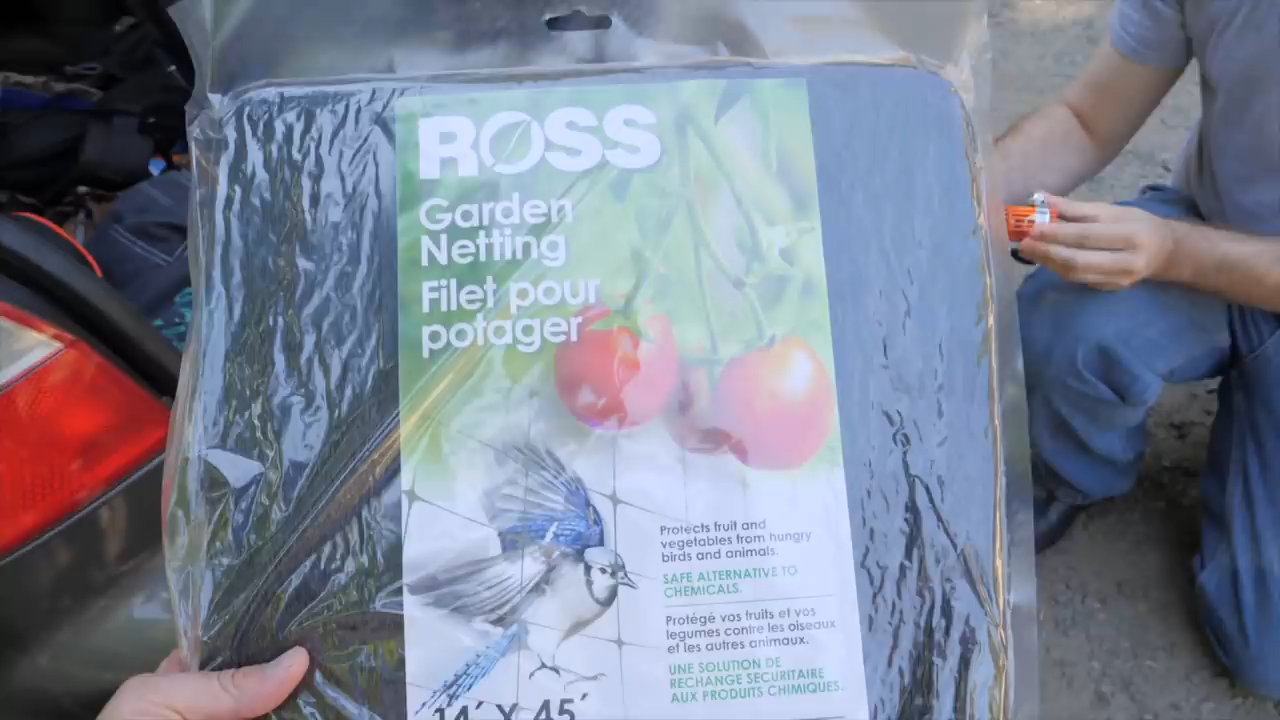 ROSS
Garden
Netting
Filet pour
potager
Protects fruit and
vegetables from hungry
birds and animals.
SAFE ALTERNATIVE TO
CHEMICALS.
Protégé vos fruits et vos
legumes contre les oiseaux
et les autres animaux.
UNE SOLUTION DE
RECHANGE SECURITAIRE
AUX PRODUITS CHIMIQUES.
14' X 45'